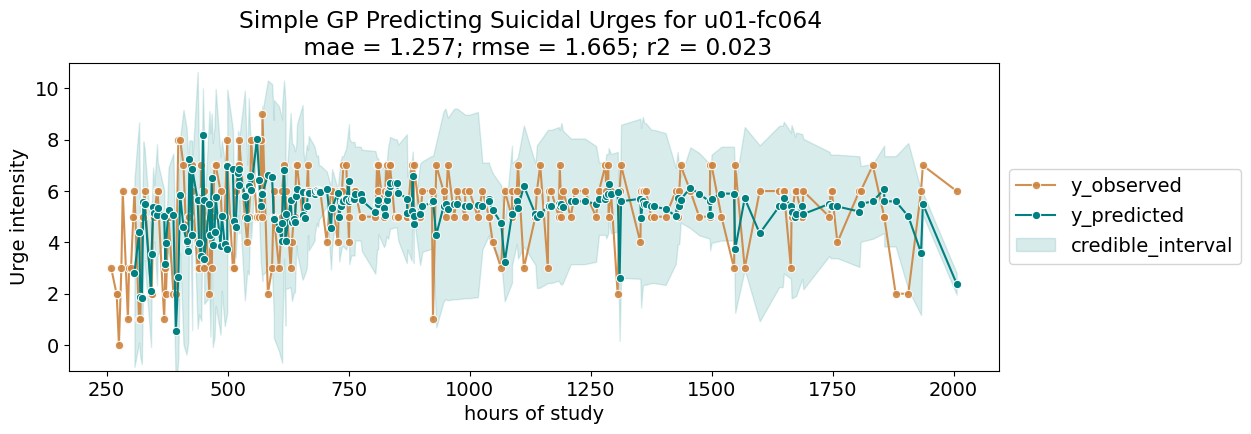 Simple GP Predicting Suicidal Urges for u01-fc064
mae = 1.257; rmse = 1.665; r2 = 0.023
Urge intensity
10
8
6
4
2
0
250
500
750
1000
1250
1500
1750
2000
hours of study
y_observed
y_predicted
credible_interval